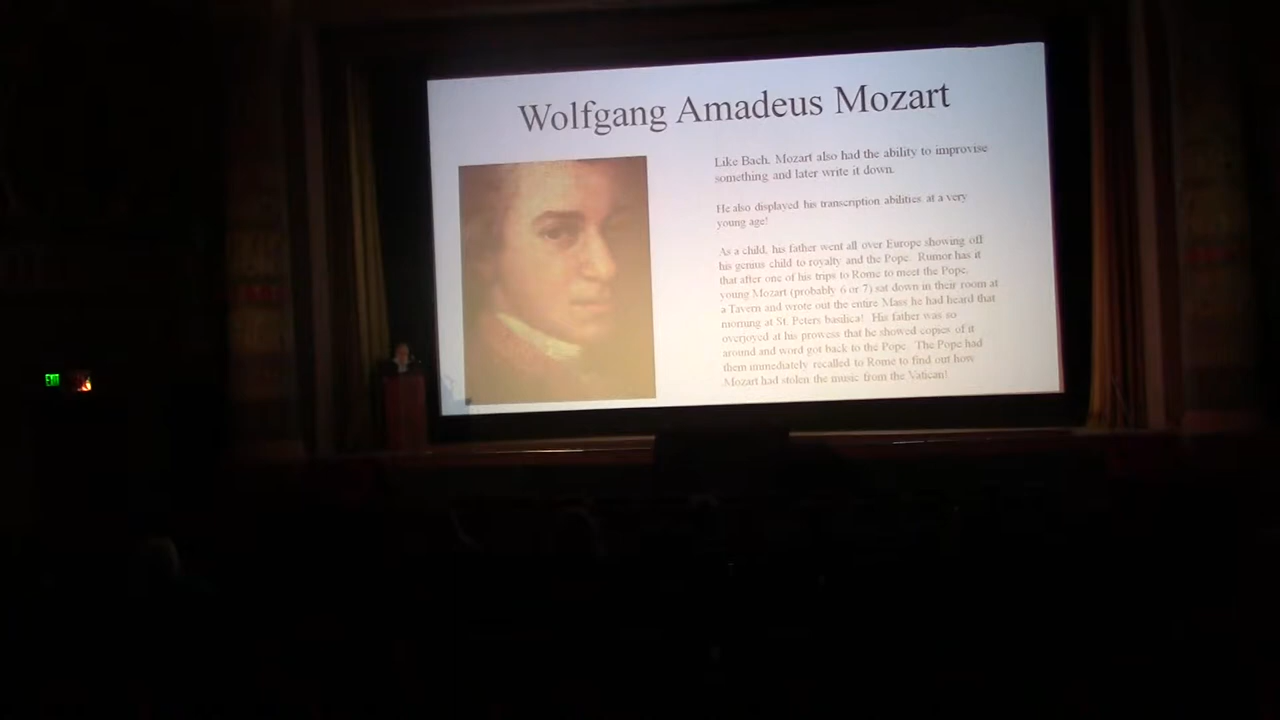 Wolfgang Amadeus Mozart
Like Bach, Mozart also had the ability to improvise
something and later write it down.
He also displayed his transcription abilities at a very
young age!
As a child, his father went all over Europe showing off
his genius child to royalty and the Pope. Rumor has it
that after one of his trips to Rome to meet the Pope,
young Mozart (probably 6 or 7) sat down in their room at
a Tavern and wrote out the entire Mass he had heard that
morning at St. Peters basilica! His father was so
overjoyed at his prowess that he showed copies of it
around and word got back to the Pope. The Pope had
them immediately recalled to Rome to find out how
Mozart had stolen the music from the Vatican!